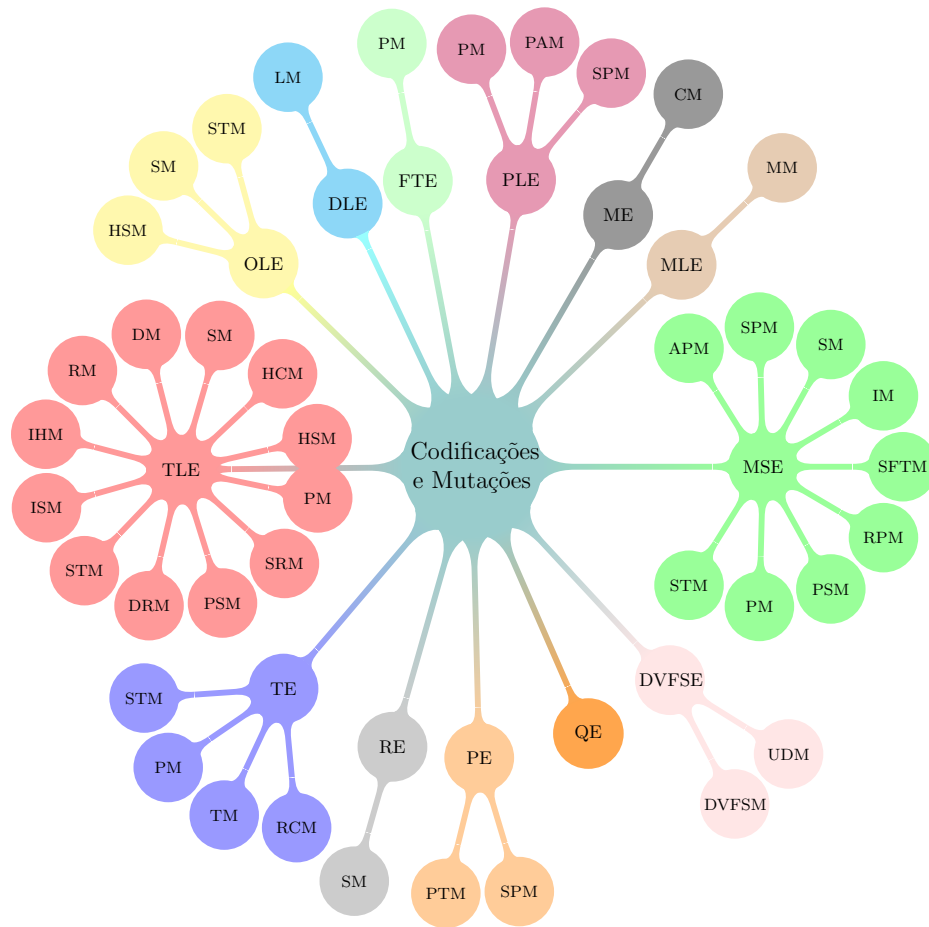 PM
PM
PAM
SPM
LM
CM
STM
SM
MM
HSM
FTE
PLE
DLE
ME
OLE
MLE
DM
SM
RM
HCM
IHM
HSM
TLE
PM
ISM
SRM
STM
DRM
PSM
Codificações
e Mutações
APM
SPM
SM
IM
MSE
SFTM
RPM
STM
PM
PSM
TE
STM
PM
TM
RCM
RE
SM
PE
PTM
SPM
QE
DVFSE
UDM
DVFSM